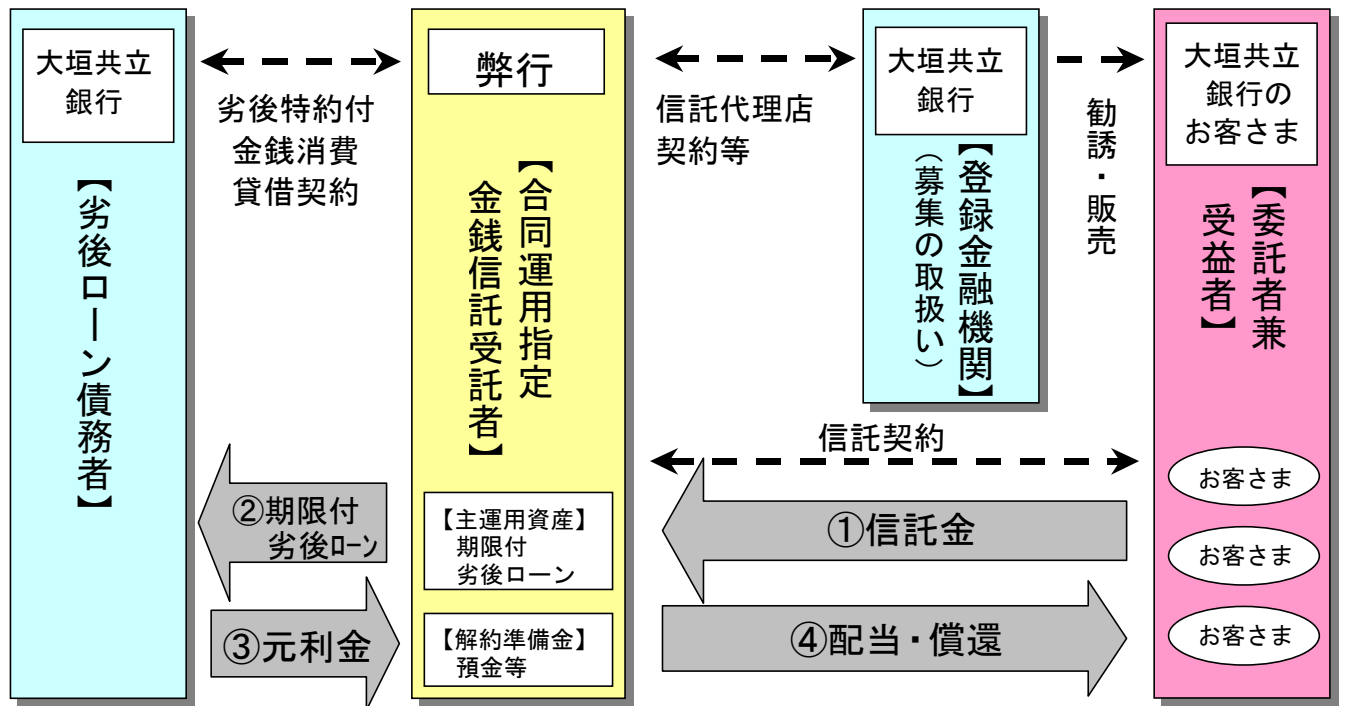 大垣共立
銀行
【劣後ローン債務者】
劣後特約付
金銭消費
貸借契約
弊行
【合同運用指定
金銭信託受託者】
信託代理店
契約等
大垣共立
銀行
【登録金融機関】
（募集の取扱い）
勧誘・販売
大垣共立
銀行の
お客さま
【委託者兼
受益者】
信託契約
②期限付
劣後ﾛｰﾝ
③元利金
【主運用資産】
期限付
劣後ローン
【解約準備金】
預金等
①信託金
④配当・償還
お客さま
お客さま
お客さま